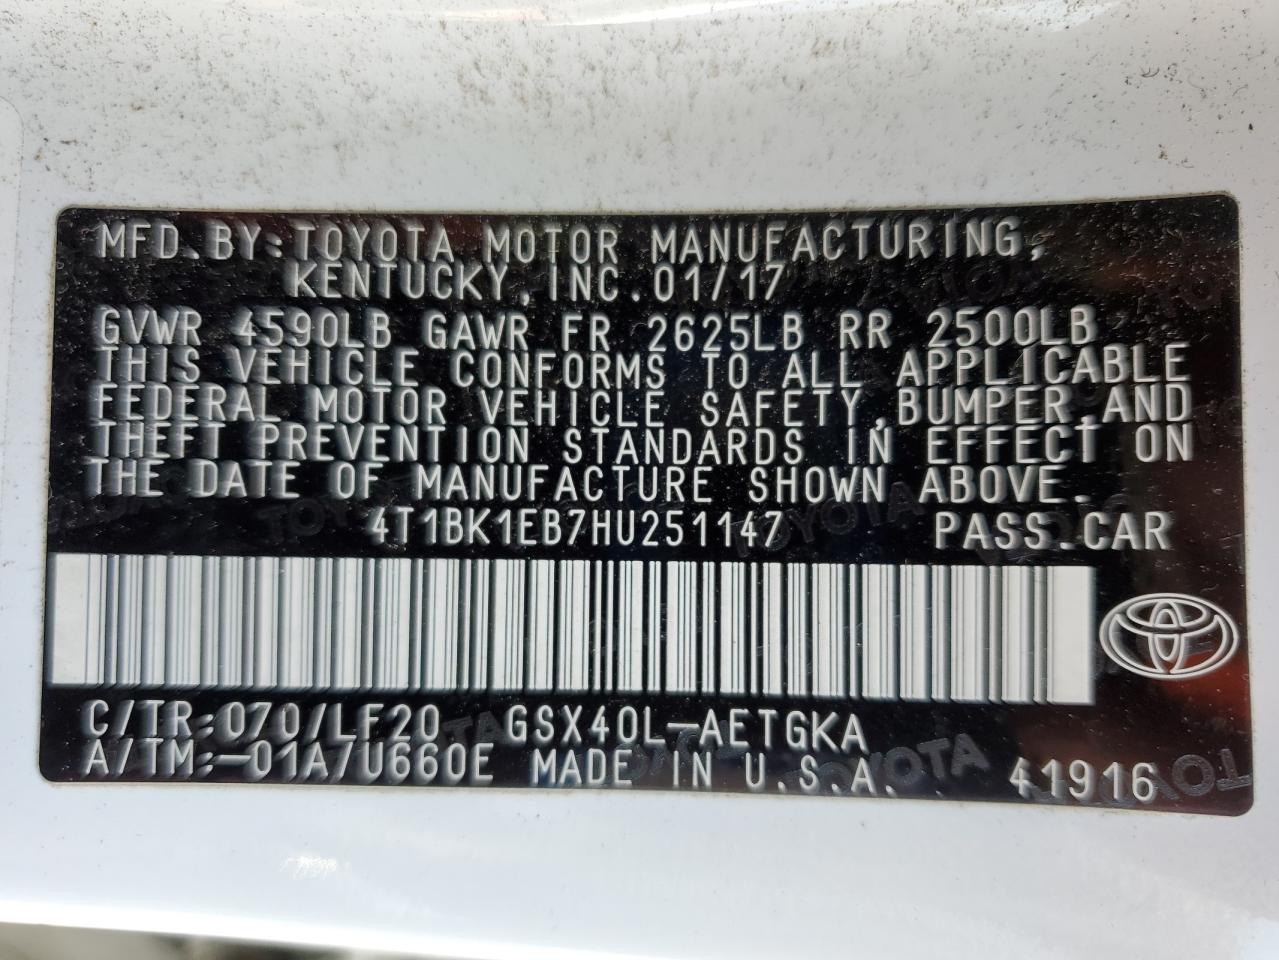 MFD.BY:TOYOTA MOTOR MANUFACTURING,
KENTUCKY,INC.01/17
GVWR 4590LB GAWR FR 2625LB RR 2500LB
THIS VEHICLE CONFORMS TO ALL APPLICABLE
FEDERAL MOTOR VEHICLE SAFETY,BUMPER,AND
THEFT PREVENTION STANDARDS IN EFFECT ON
THE DATE OF MANUFACTURE SHOWN ABOVE.
4T1BK1EB7HU251147 PASS.CAR
C/TR:070/LF20 GSX40L-AETGKA
A/TM:-01A/U660E MADE IN U.S.A. 41916